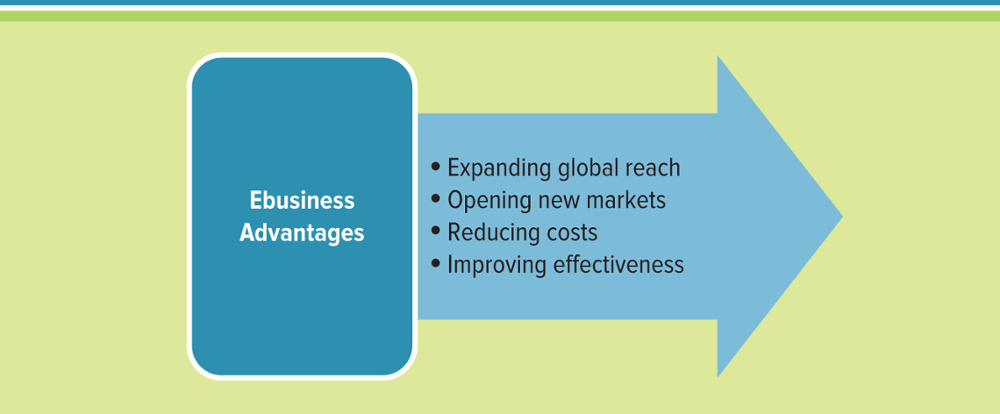 Ebusiness
Advantages
• Expanding global reach
• Opening new markets
• Reducing costs
• Improving effectiveness